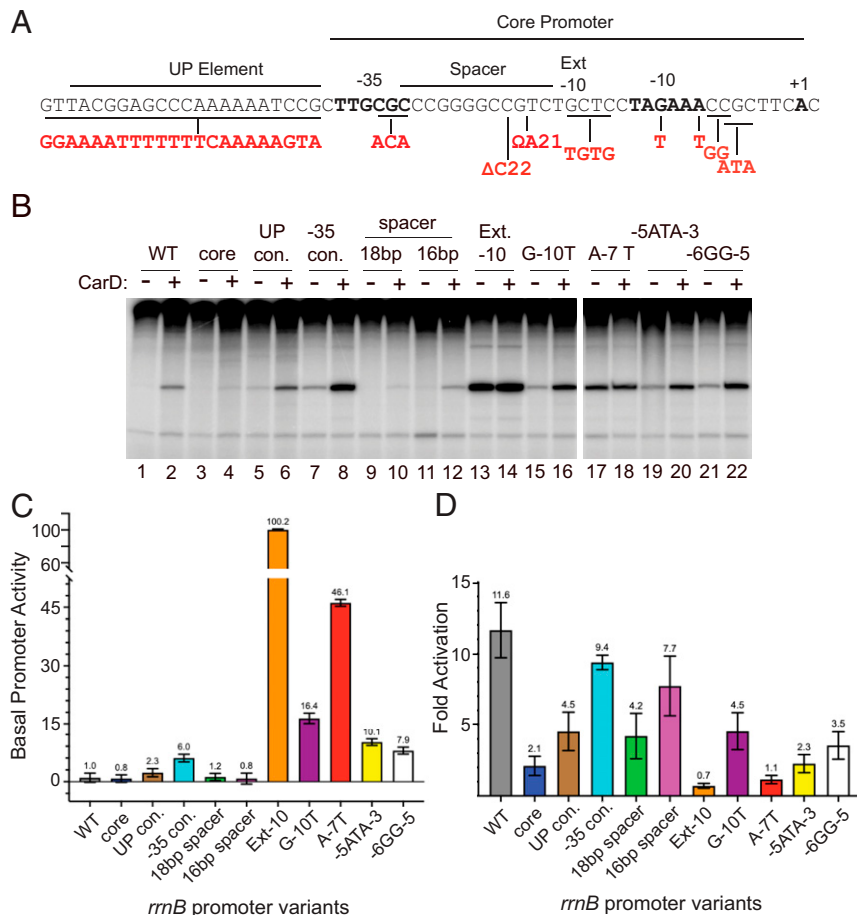 A
Core Promoter
UP Element
-35
Spacer
Ext
-10
-10
+1
GTTACGGAGCCCAAAAAATCCGCTTGCGCCCGGGGCCGTCTGCTCCTAGAAACCGCTTCAC
GGAAAATTTTTTTCAAAAAGTA
ACA
ΔC22
ΩA21
TGTG
T
T
GG
ATA
B
UP
-35
spacer
Ext.
-5ATA-3
WT
core
con.
con.
18bp
16bp
-10
G-10T
A-7 T
-6GG-5
CarD:
- + - + - + - + - + - + - + - + - + - + - +
1 2 3 4 5 6 7 8 9 10 11 12 13 14 15 16 17 18 19 20 21 22
C
Basal Promoter Activity
100
60
45
30
15
0
1.0
0.8
2.3
6.0
1.2
0.8
100.2
16.4
46.1
10.1
7.9
WT
core
UP con.
-35 con.
18bp spacer
16bp spacer
Ext-10
G-10T
A-7T
-5ATA-3
-6GG-5
rrnB promoter variants
D
Fold Activation
15
10
5
11.6
2.1
4.5
9.4
4.2
7.7
0.7
4.5
1.1
2.3
3.5
WT
core
UP con.
-35 con.
18bp spacer
16bp spacer
Ext-10
G-10T
A-7T
-5ATA-3
-6GG-5
rrnB promoter variants